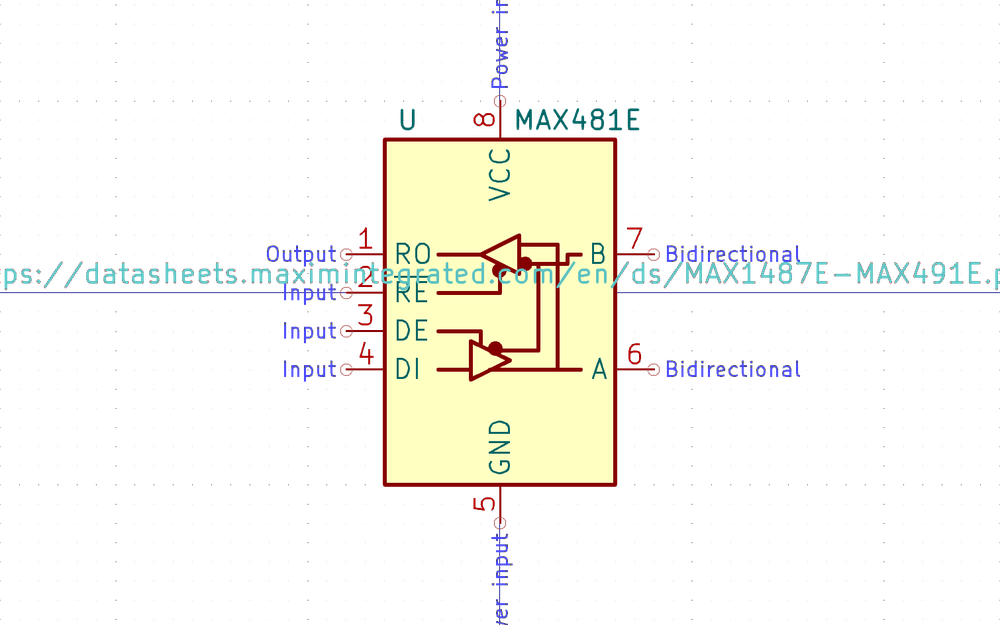 Power in
8
U MAX481E
VCC
Output 1 RO B 7 Bidirectional
ps://datasheets.maximintegrated.com/en/ds/MAX1487E-MAX491E.p
Input 2 RE
Input 3 DE
Input 4 DI A 6 Bidirectional
GND
5
wer input